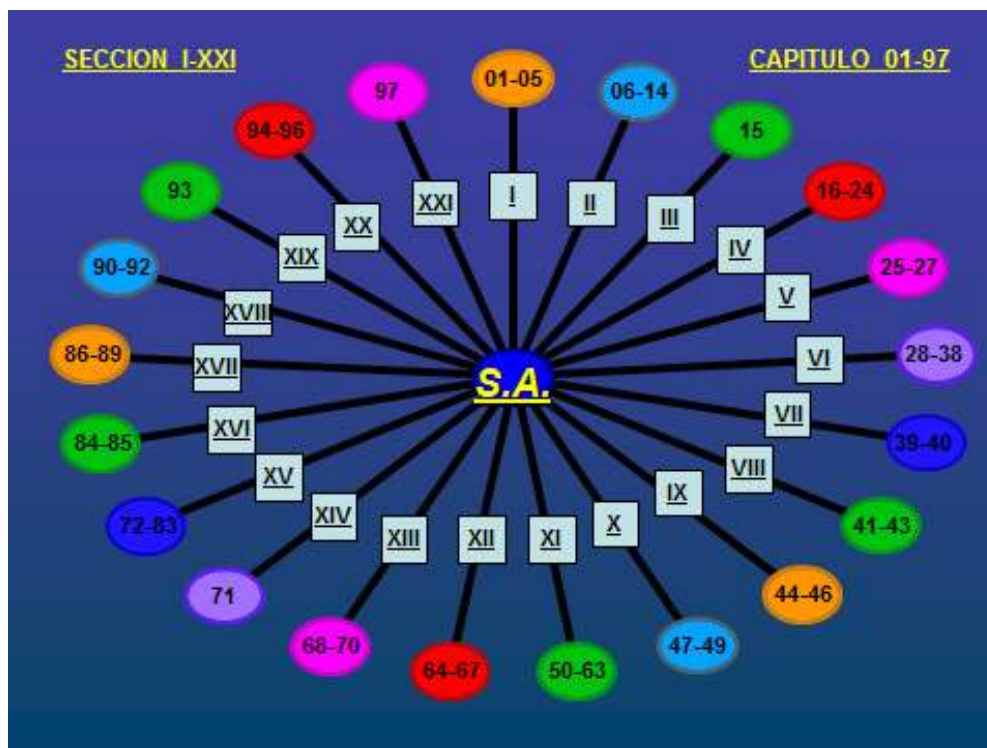 SECCION I-XXI
CAPITULO 01-97
S.A.
I
01-05
II
06-14
III
15
IV
16-24
V
25-27
VI
28-38
VII
39-40
VIII
41-43
IX
44-46
X
47-49
XI
50-63
XII
64-67
XIII
68-70
XIV
71
XV
72-83
XVI
84-85
XVII
86-89
XVIII
90-92
XIX
93
XX
94-96
XXI
97